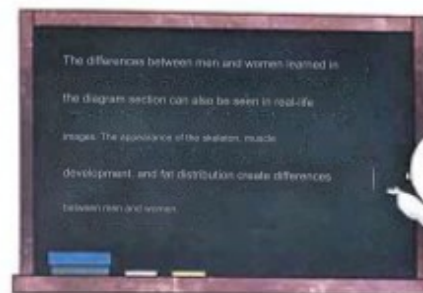 The differences between men and women learned in
the diagram section can also be seen in real-life
images. The appearance of the skeleton, muscle
development, and fat distribution create differences
between men and women.